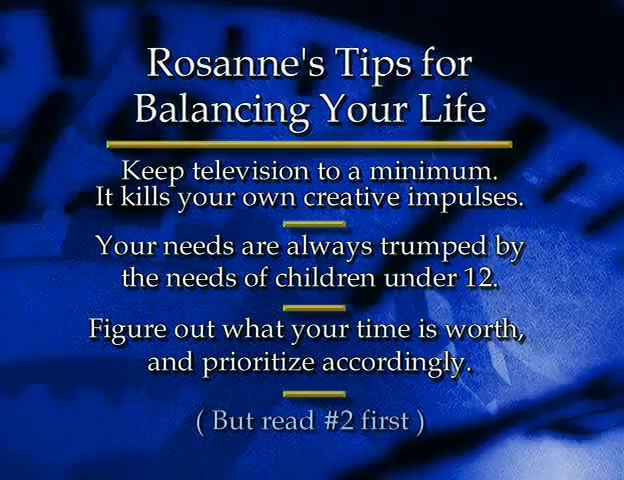 Rosanne's Tips for
Balancing Your Life
Keep television to a minimum.
It kills your own creative impulses.
Your needs are always trumped by
the needs of children under 12.
Figure out what your time is worth,
and prioritize accordingly.
( But read #2 first )